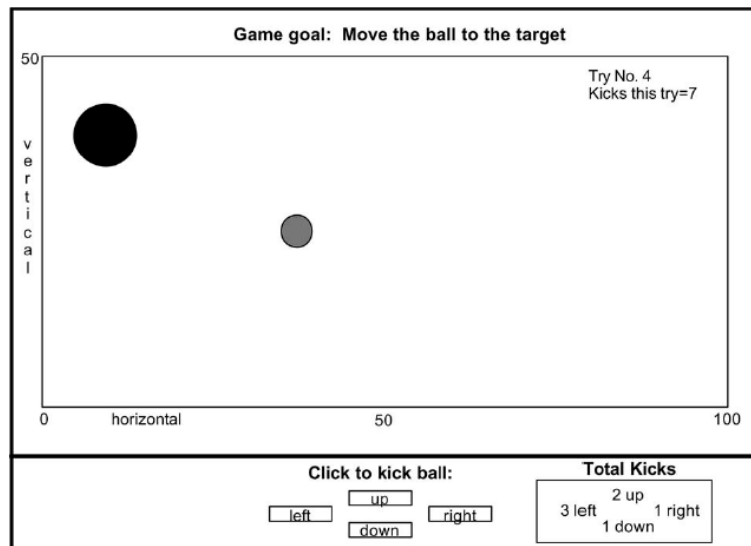 Game goal:  Move the ball to the target
50
Try No. 4
Kicks this try=7
vertical
0 horizontal 50 100
Click to kick ball:
up
left right
down
Total Kicks
2 up
3 left 1 right
1 down